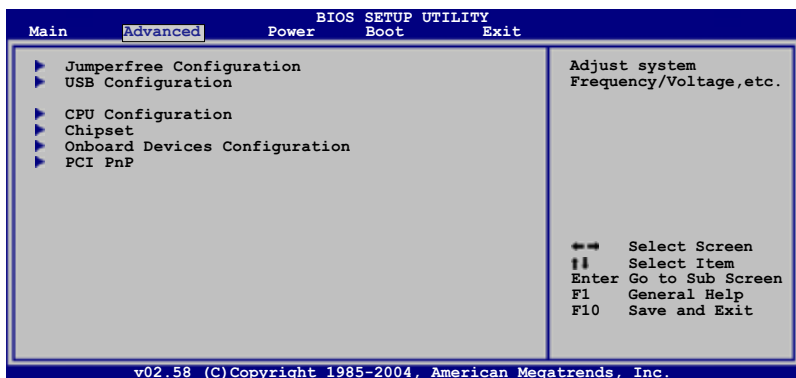 BIOS SETUP UTILITY
Main Advanced Power Boot Exit
Jumperfree Configuration
USB Configuration
CPU Configuration
Chipset
Onboard Devices Configuration
PCI PnP
Adjust system
Frequency/Voltage,etc.
Select Screen
Select Item
Enter Go to Sub Screen
F1 General Help
F10 Save and Exit
v02.58 (C)Copyright 1985-2004, American Megatrends, Inc.